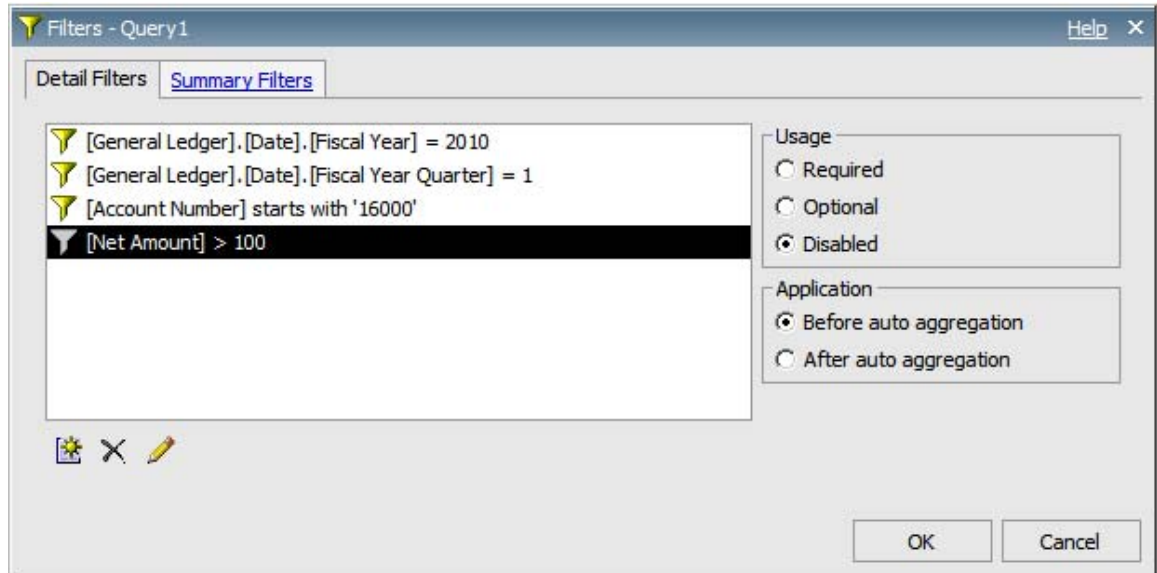 Filters - Query1 Help
Detail Filters Summary Filters
[General Ledger].[Date].[Fiscal Year] = 2010
[General Ledger].[Date].[Fiscal Year Quarter] = 1
[Account Number] starts with '16000'
[Net Amount] > 100
Usage
Required
Optional
Disabled
Application
Before auto aggregation
After auto aggregation
OK Cancel